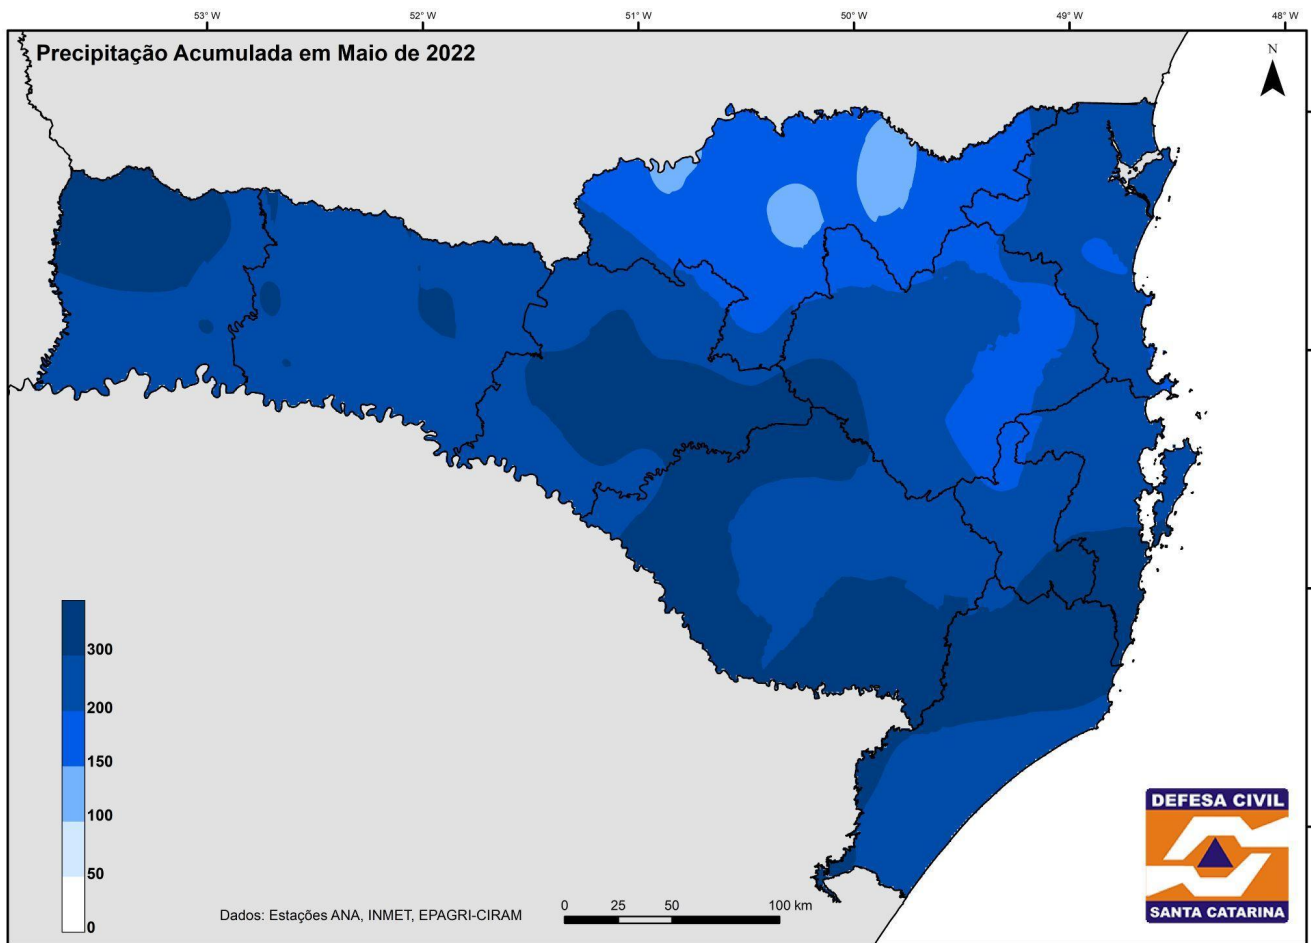 53° W
52° W
51° W
50° W
49° W
48° W
Precipitação Acumulada em Maio de 2022
N
300
200
150
100
50
0
Dados: Estações ANA, INMET, EPAGRI-CIRAM
0 25 50 100 km
DEFESA CIVIL
SANTA CATARINA